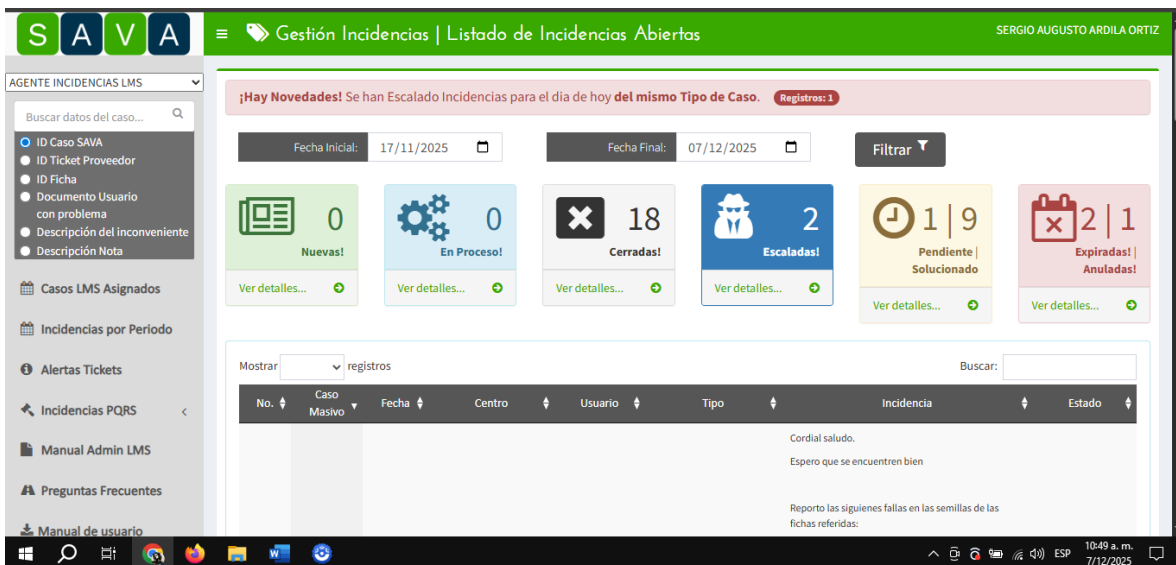 SAVA
Gestión Incidencias | Listado de Incidencias Abiertas
SERGIO AUGUSTO ARDILA ORTIZ
AGENTE INCIDENCIAS LMS
Buscar datos del caso...
ID Caso SAVA
ID Ticket Proveedor
ID Ficha
Documento Usuario
con problema
Descripción del inconveniente
Descripción Nota
Casos LMS Asignados
Incidencias por Periodo
Alertas Tickets
Incidencias PQRS
Manual Admin LMS
Preguntas Frecuentes
Manual de usuario
¡Hay Novedades! Se han Escalado Incidencias para el dia de hoy del mismo Tipo de Caso. Registros: 1
Fecha Inicial: 17/11/2025
Fecha Final: 07/12/2025
Filtrar
0
Nuevas!
Ver detalles...
0
En Proceso!
Ver detalles...
18
Cerradas!
Ver detalles...
2
Escaladas!
Ver detalles...
1 | 9
Pendiente |
Solucionado
Ver detalles...
2 | 1
Expiradas! |
Anuladas!
Ver detalles...
Mostrar registros
Buscar:
No. Caso Masivo Fecha Centro Usuario Tipo Incidencia Estado
Cordial saludo.
Espero que se encuentren bien
Reporto las siguienes fallas en las semillas de las
fichas referidas:
ESP
10:49 a. m.
7/12/2025